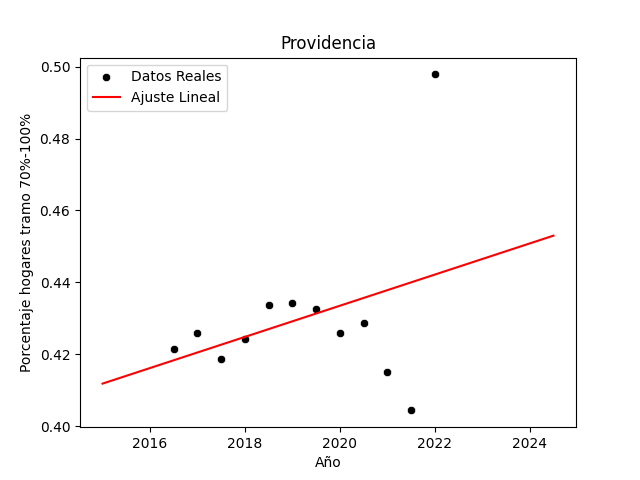 Providencia
Datos Reales
Ajuste Lineal
Porcentaje hogares tramo 70%-100%
0.50
0.48
0.46
0.44
0.42
0.40
2016 2018 2020 2022 2024
Año